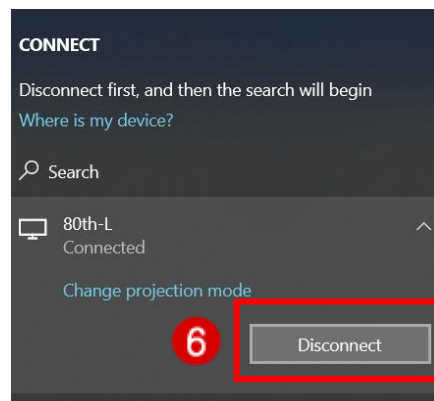 CONNECT
Disconnect first, and then the search will begin
Where is my device?
Search
80th-L
Connected
Change projection mode
6
Disconnect